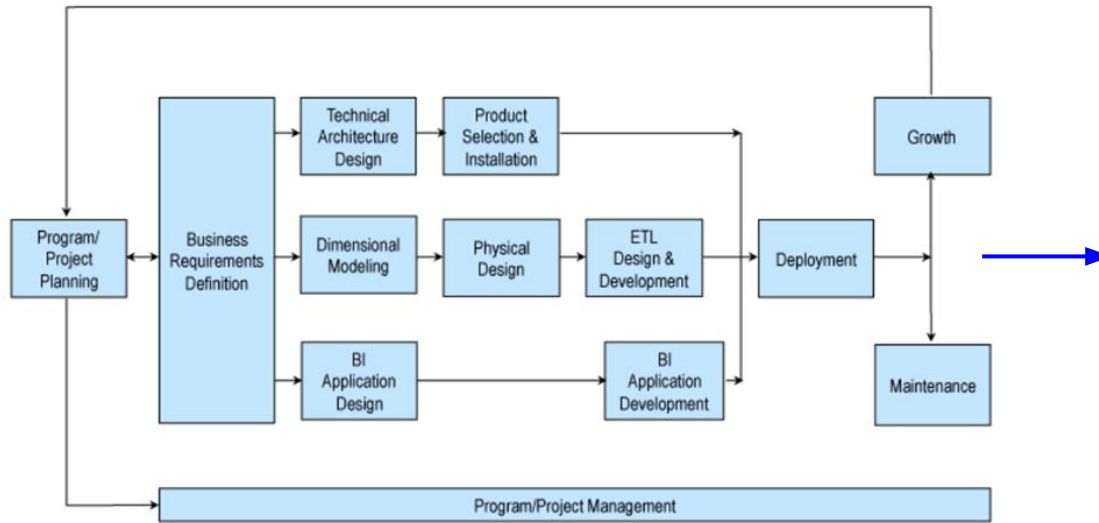 Technical
Architecture
Design
Product
Selection &
Installation
Growth
Program/
Project
Planning
Business
Requirements
Definition
Dimensional
Modeling
Physical
Design
ETL
Design &
Development
Deployment
BI
Application
Design
BI
Application
Development
Maintenance
Program/Project Management